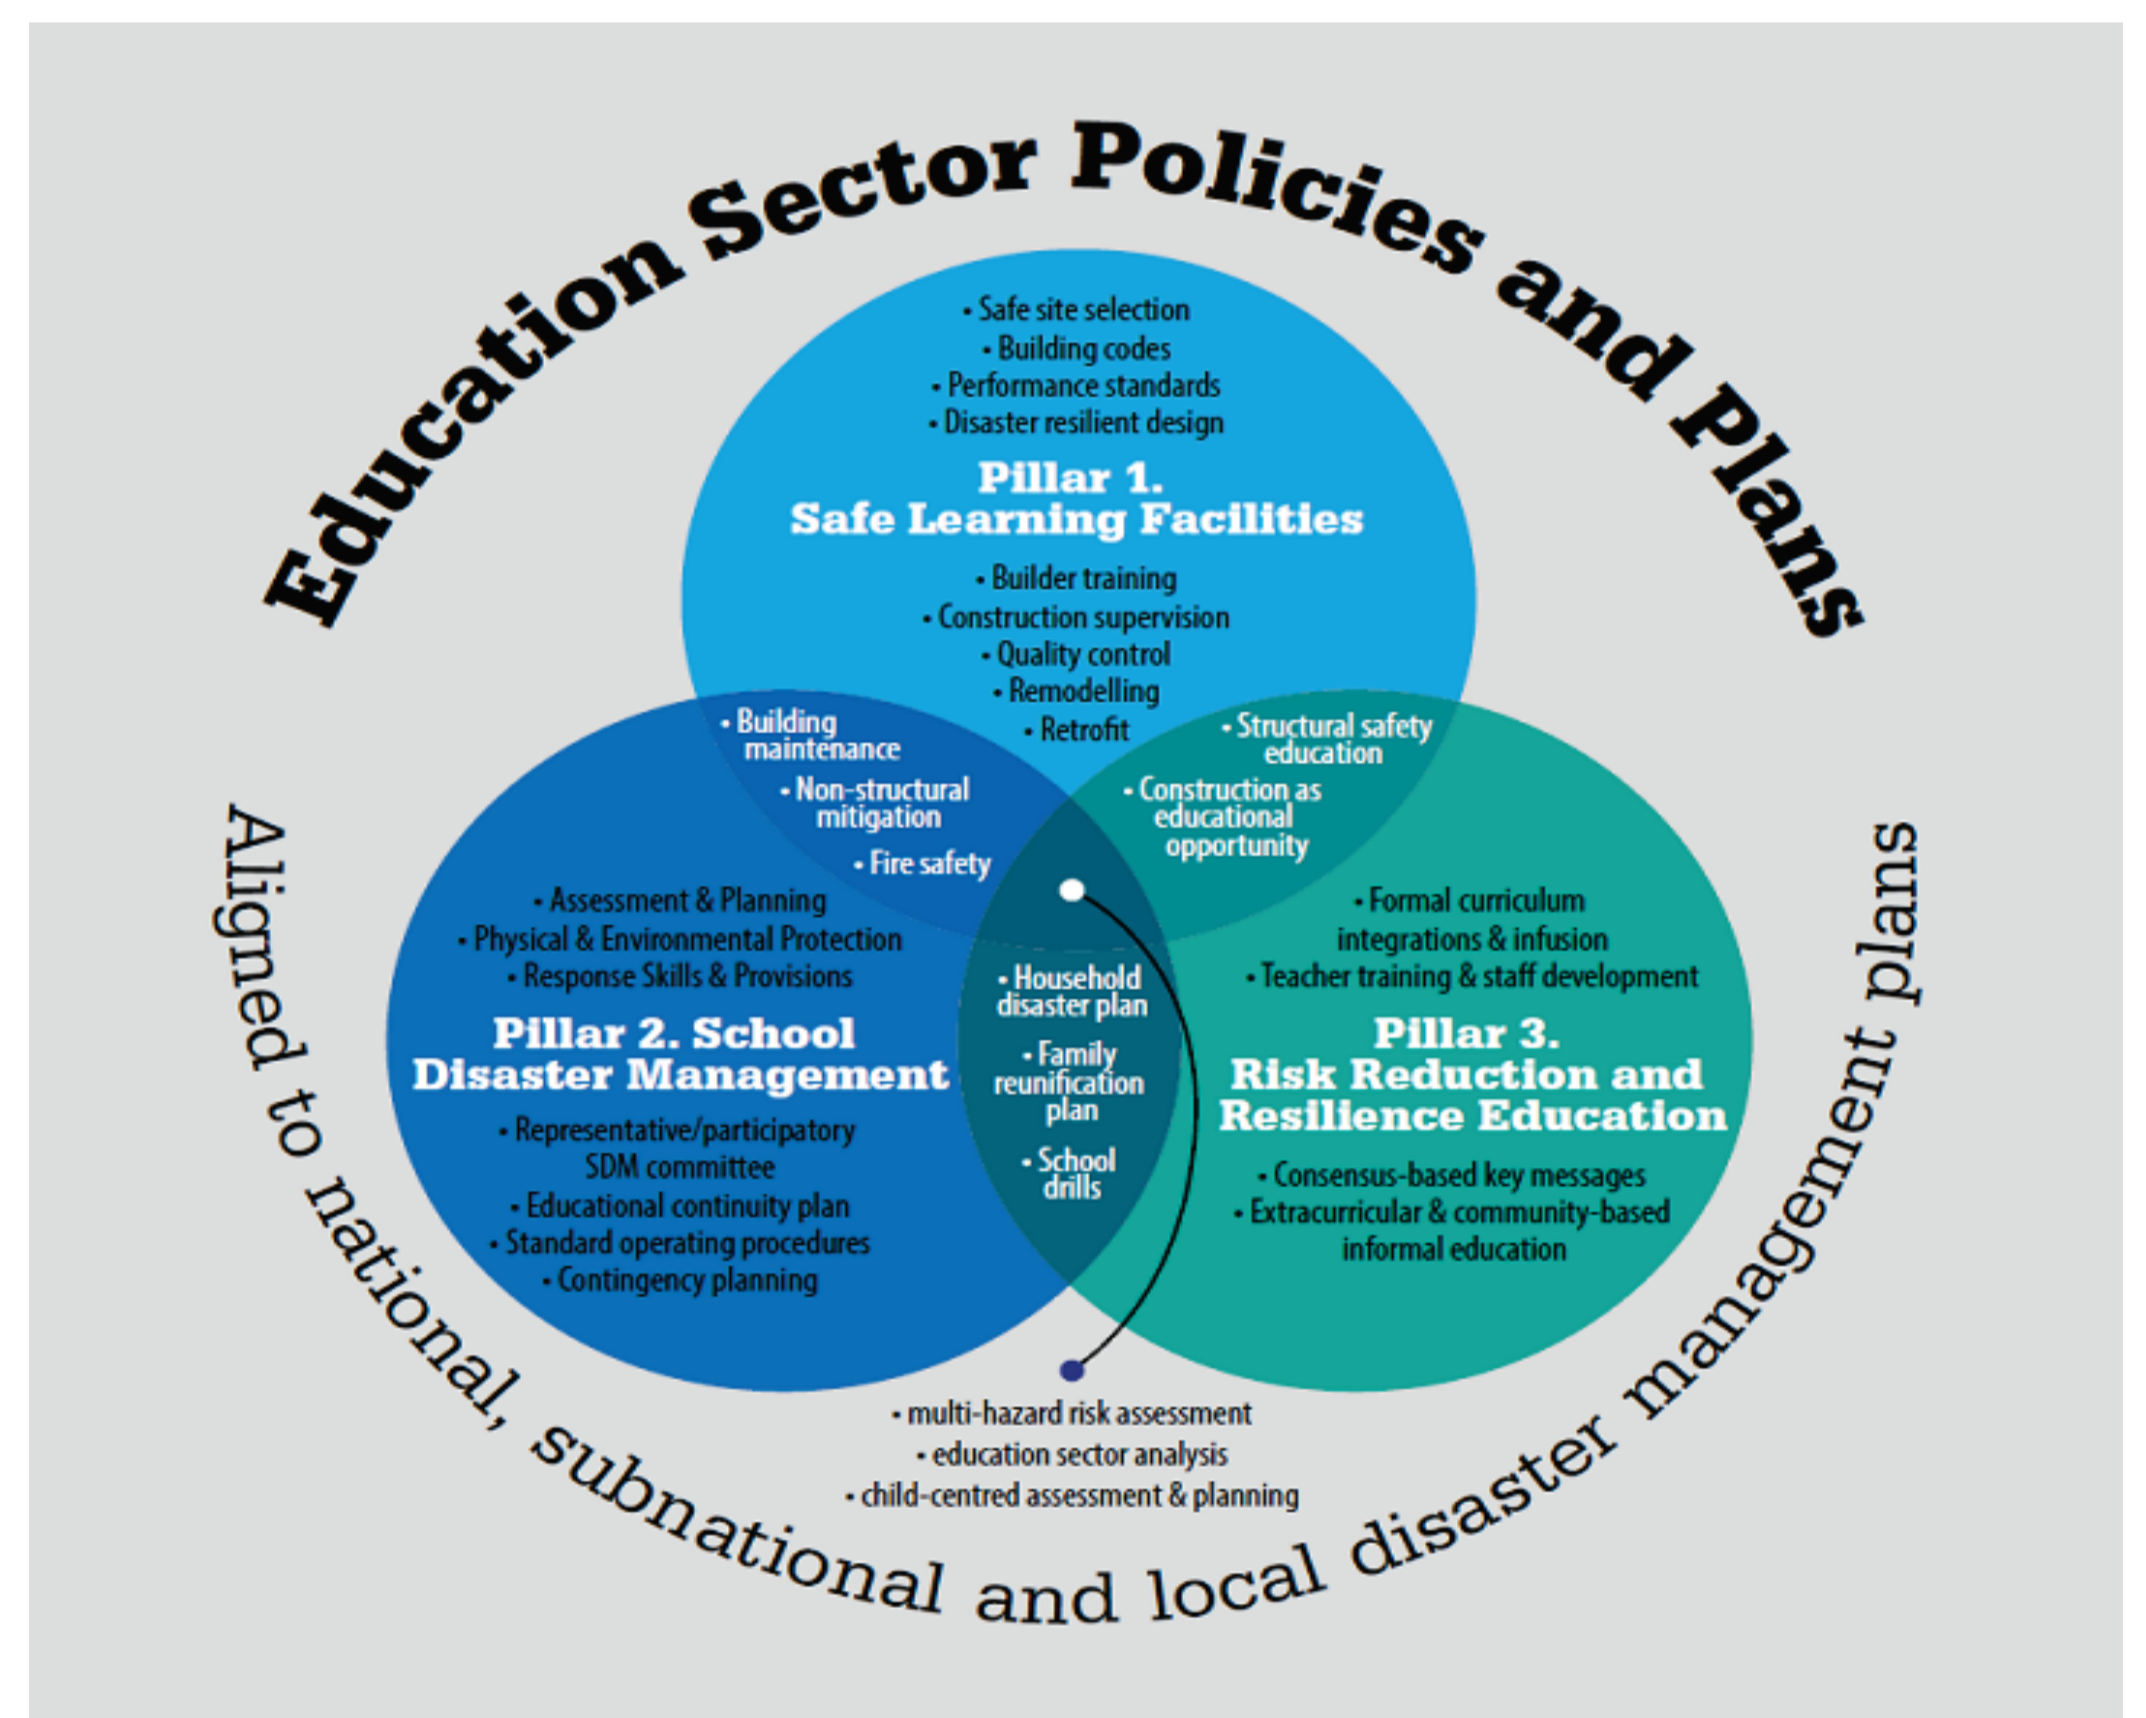 Education Sector Policies and Plans
• Safe site selection
• Building codes
• Performance standards
• Disaster resilient design
Pillar 1.
Safe Learning Facilities
• Builder training
• Construction supervision
• Quality control
• Remodelling
• Retrofit
• Building
maintenance
• Non-structural
mitigation
• Fire safety
• Structural safety
education
• Construction as
educational
opportunity
• Assessment & Planning
• Physical & Environmental Protection
• Response Skills & Provisions
Pillar 2. School
Disaster Management
• Representative/participatory
SDM committee
• Educational continuity plan
• Standard operating procedures
• Contingency planning
• Household
disaster plan
• Family
reunification
plan
• School
drills
• Formal curriculum
integrations & infusion
• Teacher training & staff development
Pillar 3.
Risk Reduction and
Resilience Education
• Consensus-based key messages
• Extracurricular & community-based
informal education
• multi-hazard risk assessment
• education sector analysis
• child-centred assessment & planning
Aligned to national, subnational and local disaster management plans